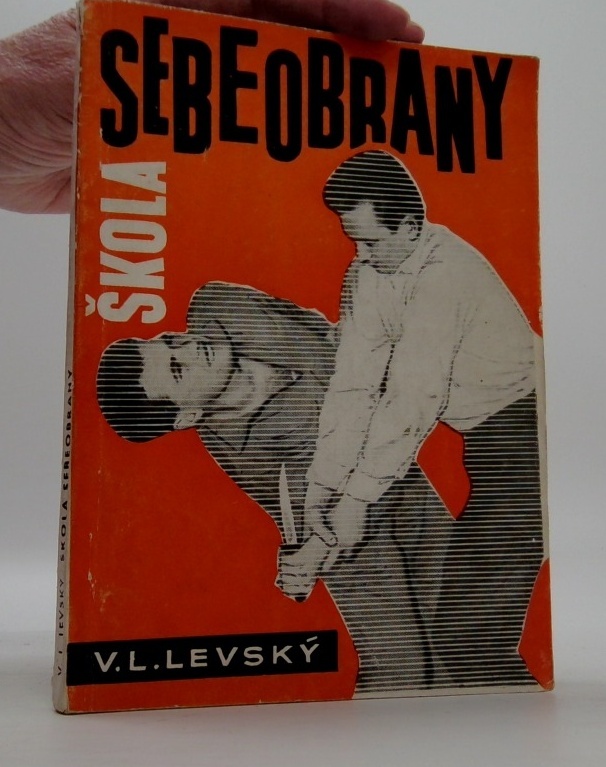 ŠKOLA
SEBEOBRANY
V.L.LEVSKÝ
V. L. LEVSKÝ ŠKOLA SEBEOBRANY